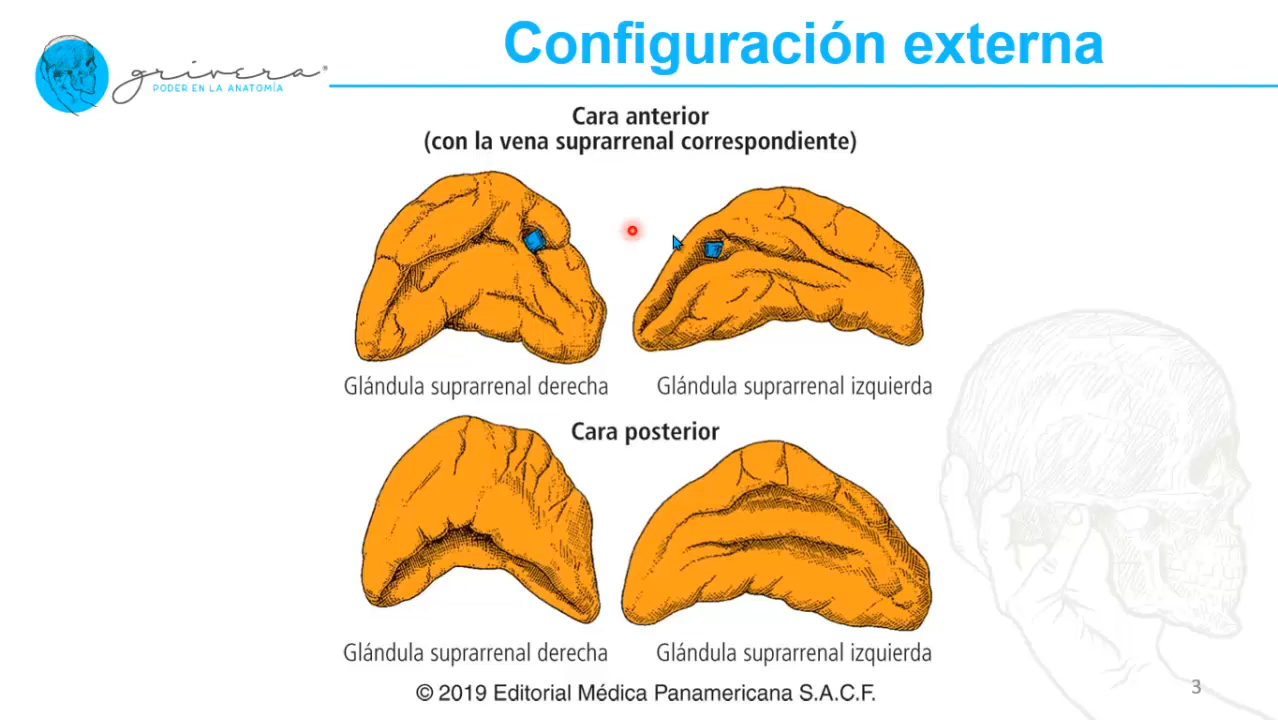 Configuración externa
grivera®
PODER EN LA ANATOMÍA
Cara anterior
(con la vena suprarrenal correspondiente)
Glándula suprarrenal derecha
Glándula suprarrenal izquierda
Cara posterior
Glándula suprarrenal derecha
Glándula suprarrenal izquierda
© 2019 Editorial Médica Panamericana S.A.C.F.
3